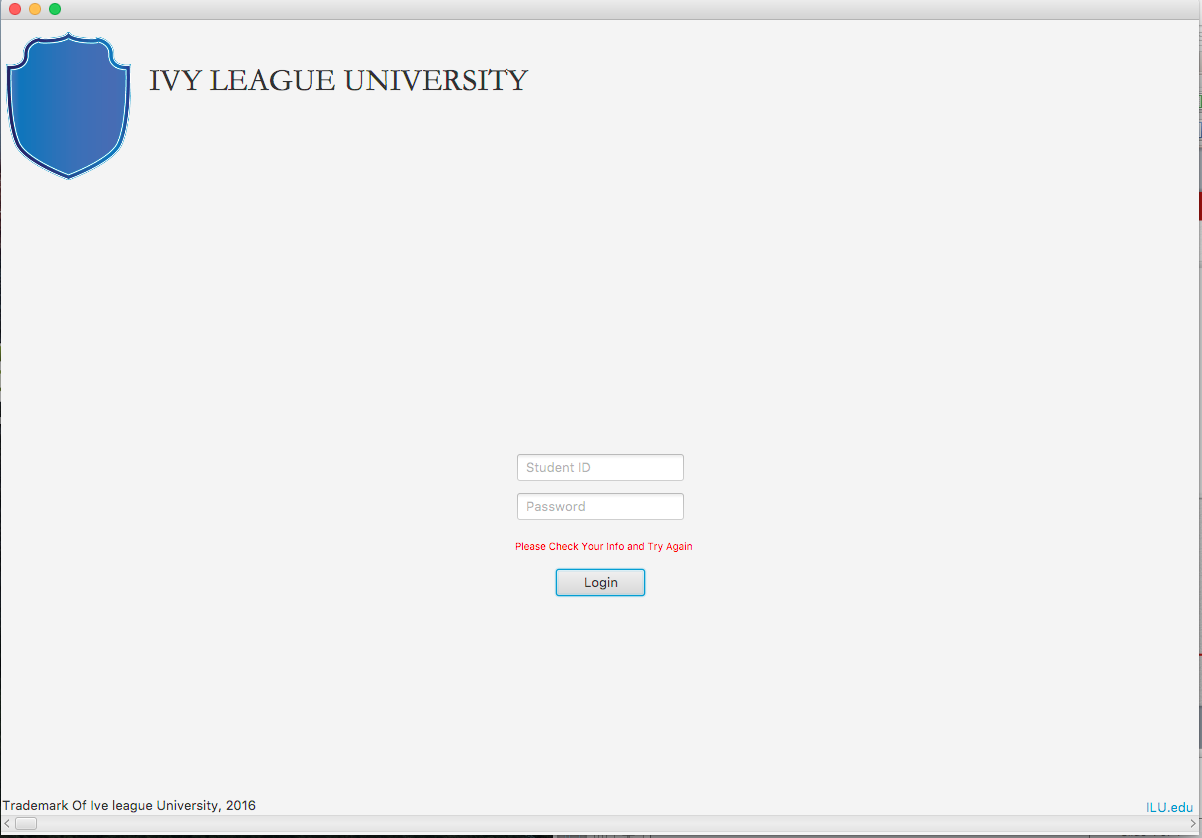 IVY LEAGUE UNIVERSITY
Student ID
Password
Please Check Your Info and Try Again
Login
Trademark Of Ive league University, 2016
ILU.edu